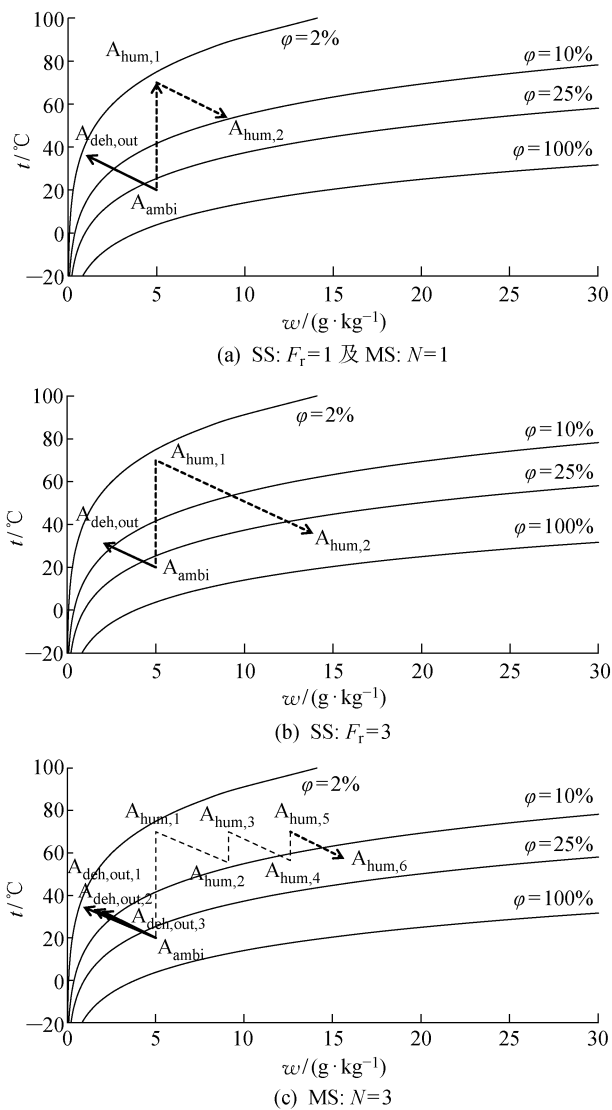 100
80
60
40
20
0
−20
t/℃
φ=2%
φ=10%
φ=25%
φ=100%
A_hum,1
A_hum,2
A_deh,out
A_ambi
0 5 10 15 20 25 30
w/(g·kg⁻¹)
(a) SS: F_r=1 及 MS: N=1
100
80
60
40
20
0
−20
t/℃
φ=2%
φ=10%
φ=25%
φ=100%
A_hum,1
A_deh,out
A_hum,2
A_ambi
0 5 10 15 20 25 30
w/(g·kg⁻¹)
(b) SS: F_r=3
100
80
60
40
20
0
−20
t/℃
φ=2%
φ=10%
φ=25%
φ=100%
A_hum,1
A_hum,3
A_hum,5
A_deh,out,1
A_hum,2
A_hum,4
A_hum,6
A_deh,out,2
A_deh,out,3
A_ambi
0 5 10 15 20 25 30
w/(g·kg⁻¹)
(c) MS: N=3